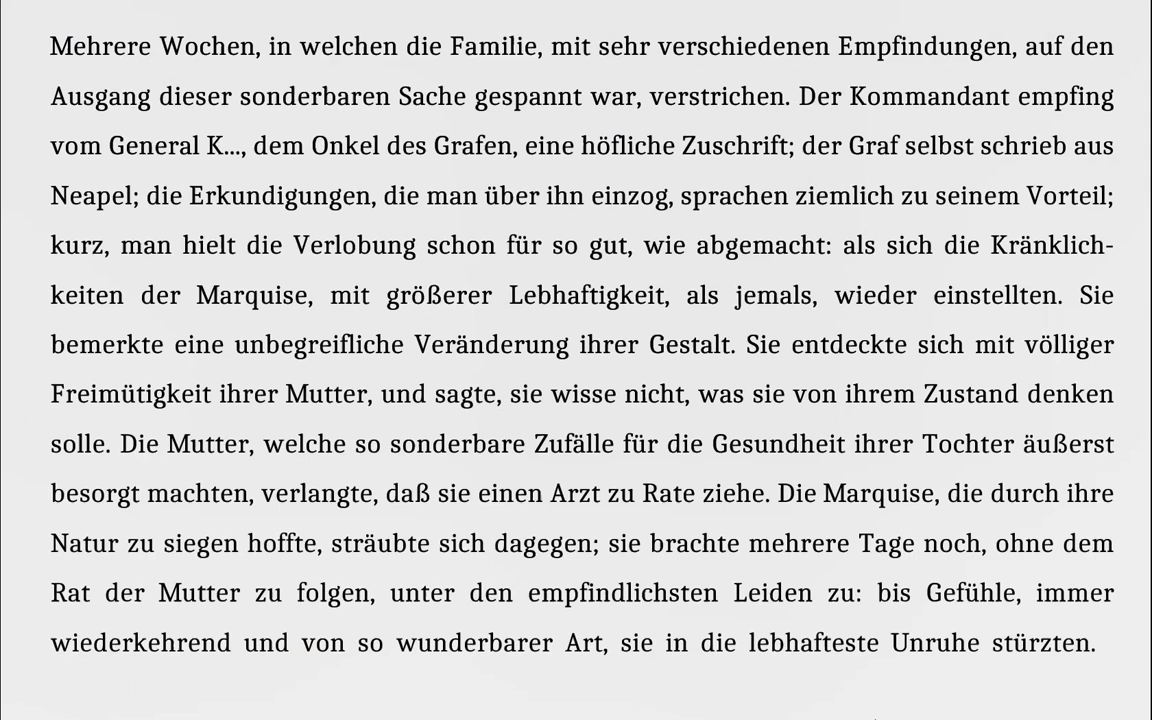 Mehrere Wochen, in welchen die Familie, mit sehr verschiedenen Empfindungen, auf den
Ausgang dieser sonderbaren Sache gespannt war, verstrichen. Der Kommandant empfing
vom General K..., dem Onkel des Grafen, eine höfliche Zuschrift; der Graf selbst schrieb aus
Neapel; die Erkundigungen, die man über ihn einzog, sprachen ziemlich zu seinem Vorteil;
kurz, man hielt die Verlobung schon für so gut, wie abgemacht: als sich die Kränklich-
keiten der Marquise, mit größerer Lebhaftigkeit, als jemals, wieder einstellten. Sie
bemerkte eine unbegreifliche Veränderung ihrer Gestalt. Sie entdeckte sich mit völliger
Freimütigkeit ihrer Mutter, und sagte, sie wisse nicht, was sie von ihrem Zustand denken
solle. Die Mutter, welche so sonderbare Zufälle für die Gesundheit ihrer Tochter äußerst
besorgt machten, verlangte, daß sie einen Arzt zu Rate ziehe. Die Marquise, die durch ihre
Natur zu siegen hoffte, sträubte sich dagegen; sie brachte mehrere Tage noch, ohne dem
Rat der Mutter zu folgen, unter den empfindlichsten Leiden zu: bis Gefühle, immer
wiederkehrend und von so wunderbarer Art, sie in die lebhafteste Unruhe stürzten.